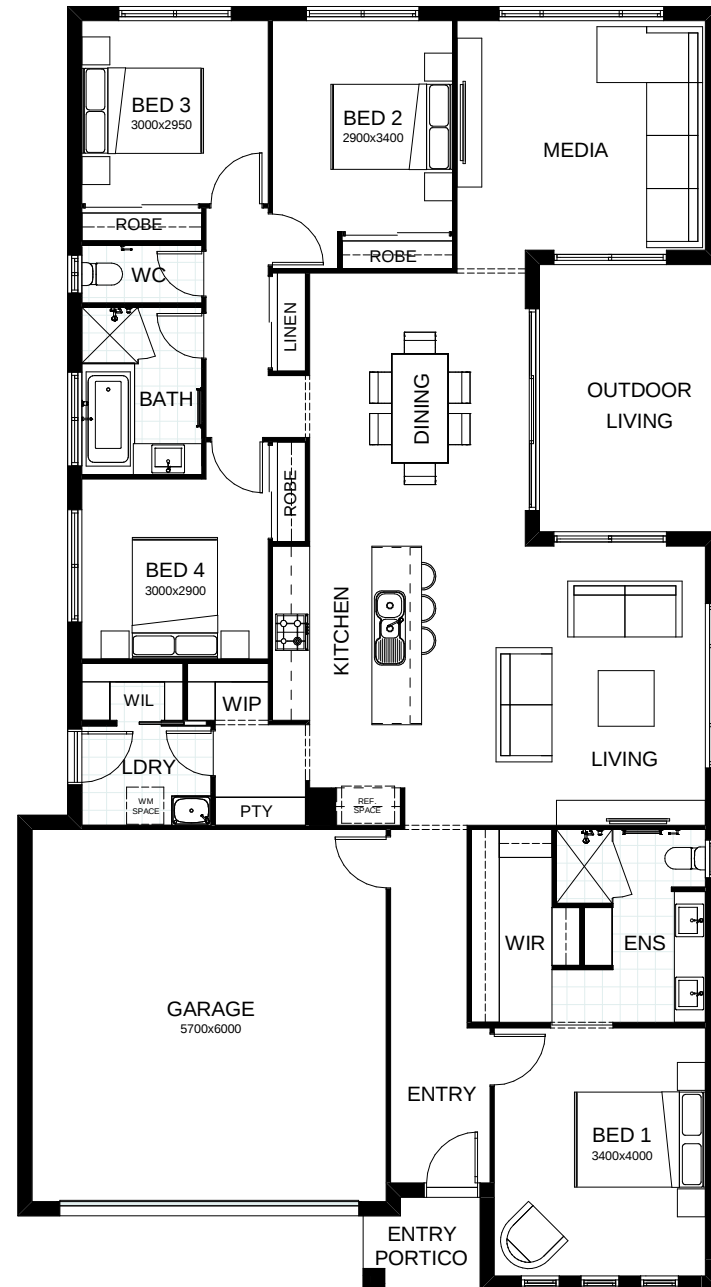 BED 3
3000x2950
BED 2
2900x3400
MEDIA
ROBE
ROBE
WC
LINEN
BATH
DINING
OUTDOOR
LIVING
ROBE
BED 4
3000x2900
KITCHEN
WIL
WIP
LDRY
LIVING
WM
SPACE
PTY
REF.
SPACE
WIR
ENS
GARAGE
5700x6000
ENTRY
BED 1
3400x4000
ENTRY
PORTICO